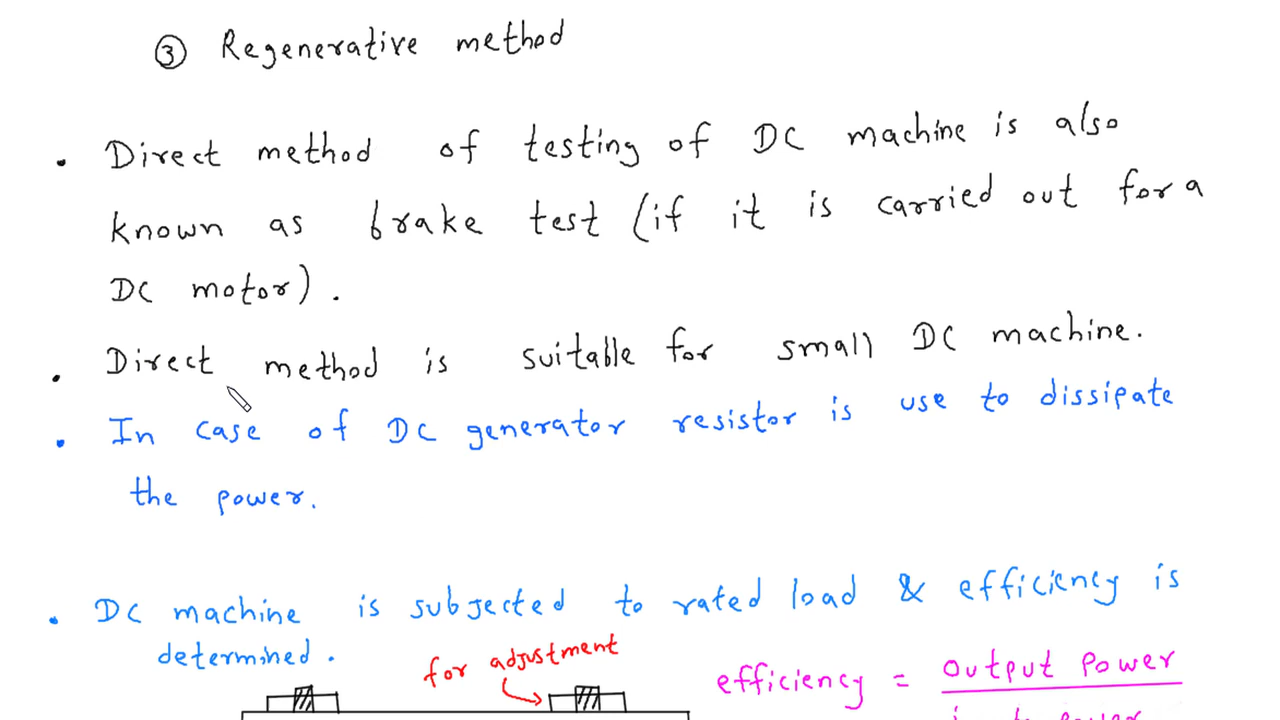 ③ Regenerative method
• Direct method of testing of DC machine is also
known as brake test (if it is carried out for a
DC motor).
• Direct method is suitable for small DC machine.
• In case of DC generator resistor is use to dissipate
the power.
• DC machine is subjected to rated load & efficiency is
determined.
for adjustment
efficiency = output power